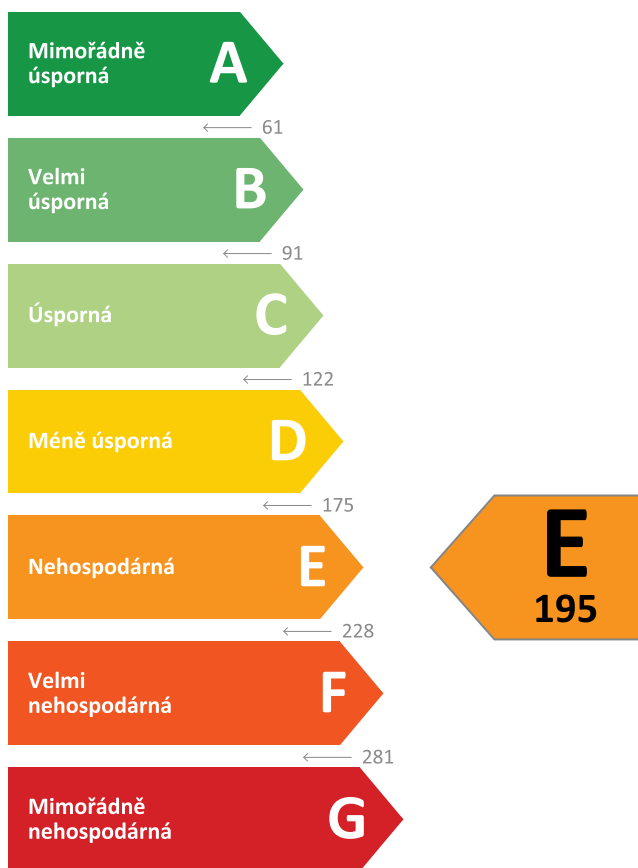 Mimořádně
úsporná
A
61
Velmi
úsporná
B
91
Úsporná
C
122
Méně úsporná
D
175
Nehospodárná
E
E
195
228
Velmi
nehospodárná
F
281
Mimořádně
nehospodárná
G